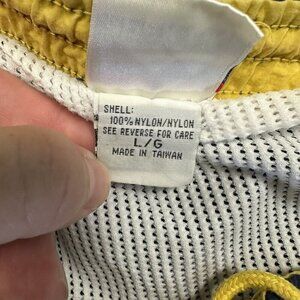 SHELL:
100% NYLON/NYLON
SEE REVERSE FOR CARE
L/G
MADE IN TAIWAN